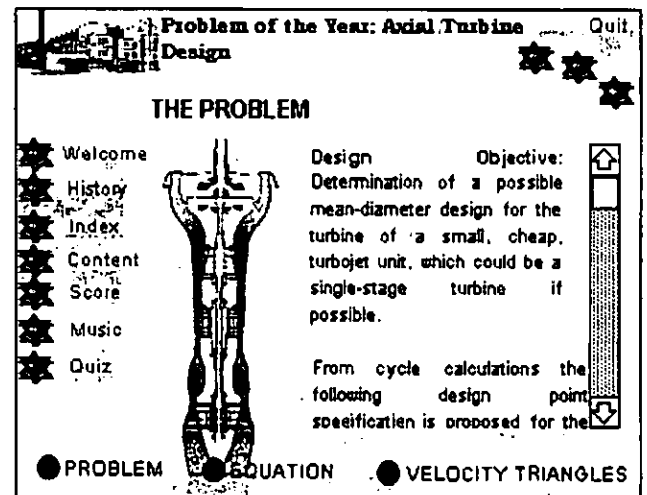 Problem of the Year: Axial Turbine
Design
Quit
THE PROBLEM
Welcome
History
Index
Content
Score
Music
Quiz
Design Objective:
Determination of a possible
mean-diameter design for the
turbine of a small, cheap,
turbojet unit, which could be a
single-stage turbine if
possible.
From cycle calculations the
following design point
specification is proposed for the
PROBLEM
EQUATION
VELOCITY TRIANGLES